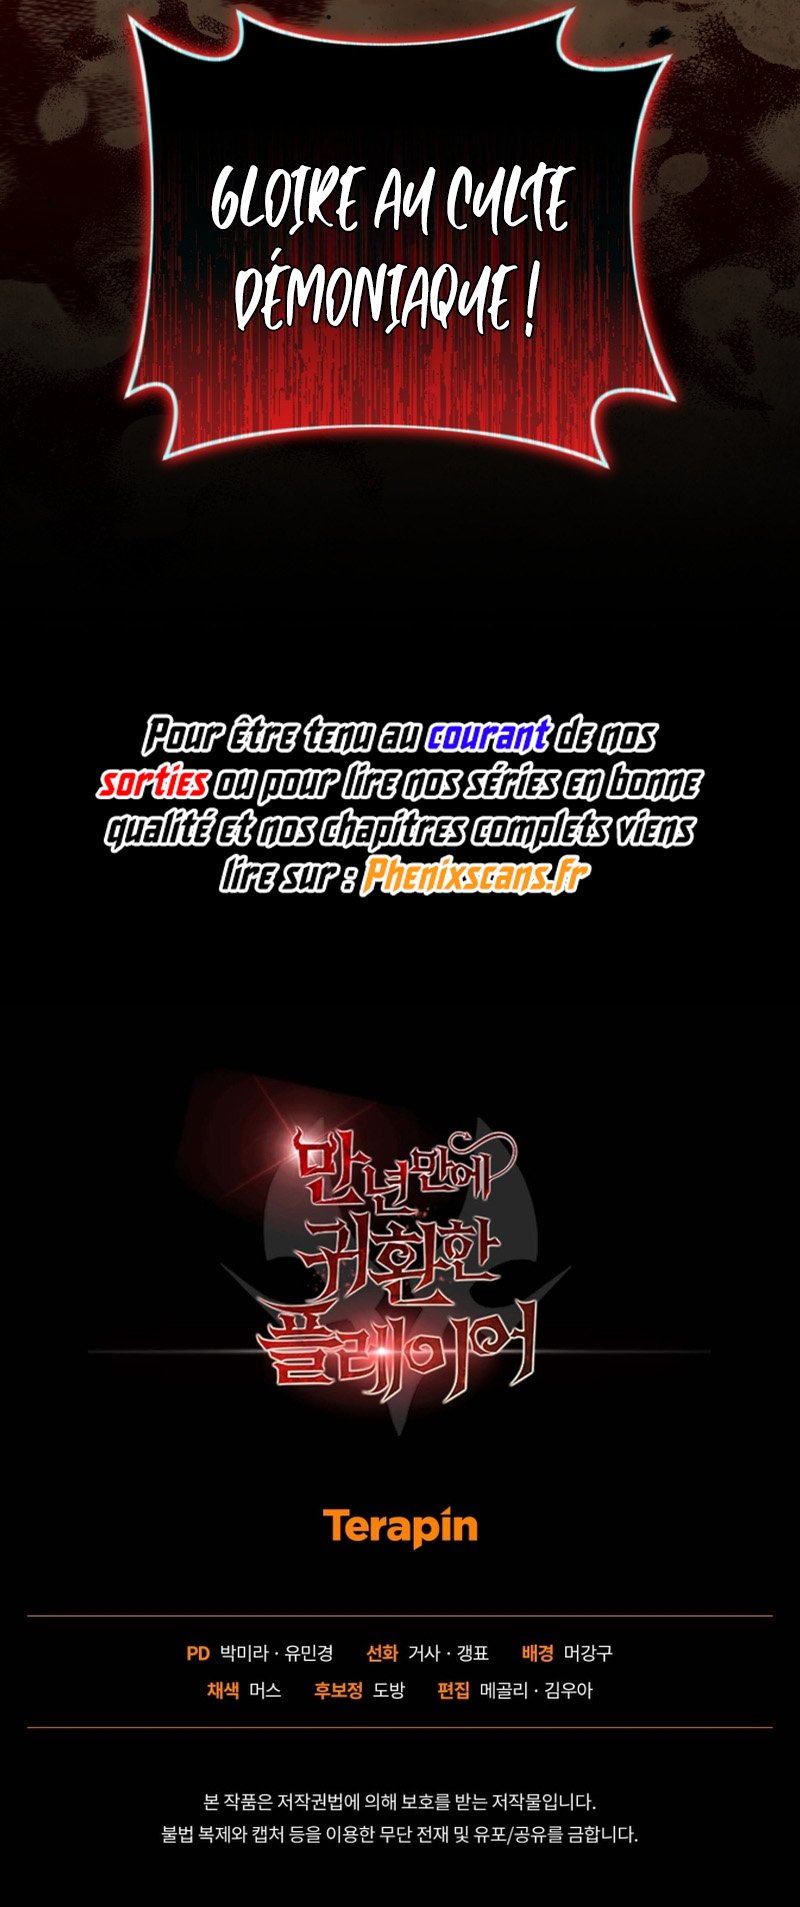 GLOIRE AU CULTE
DÉMONIAQUE !
Pour être tenu au courant de nos
sorties ou pour lire nos séries en bonne
qualité et nos chapitres complets viens
lire sur : Phenixscans.fr
만년만에
귀환한
플레이어
Terapin
PD 박미라 · 유민경 선화 거사 · 갱표 배경 머강구
채색 머스 후보정 도방 편집 메골리 · 김우아
본 작품은 저작권법에 의해 보호를 받는 저작물입니다.
불법 복제와 캡처 등을 이용한 무단 전재 및 유포/공유를 금합니다.